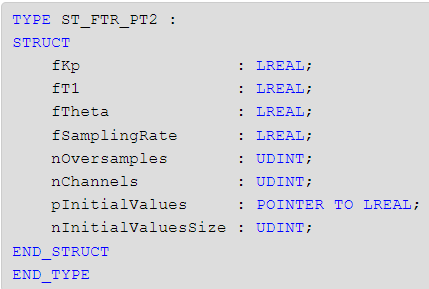 TYPE ST_FTR_PT2 :
STRUCT
    fKp               : LREAL;
    fT1               : LREAL;
    fTheta            : LREAL;
    fSamplingRate     : LREAL;
    nOversamples      : UDINT;
    nChannels         : UDINT;
    pInitialValues    : POINTER TO LREAL;
    nInitialValuesSize : UDINT;
END_STRUCT
END_TYPE